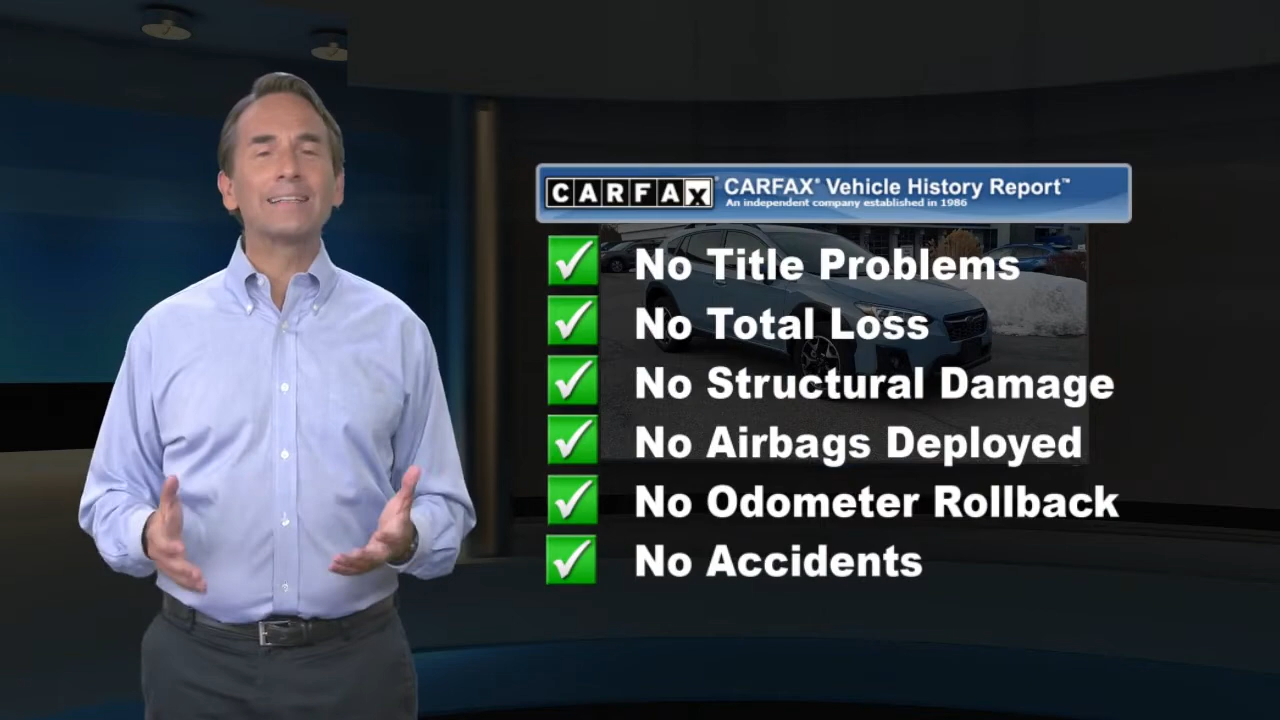 CARFAX® CARFAX® Vehicle History Report™
An independent company established in 1986
No Title Problems
No Total Loss
No Structural Damage
No Airbags Deployed
No Odometer Rollback
No Accidents